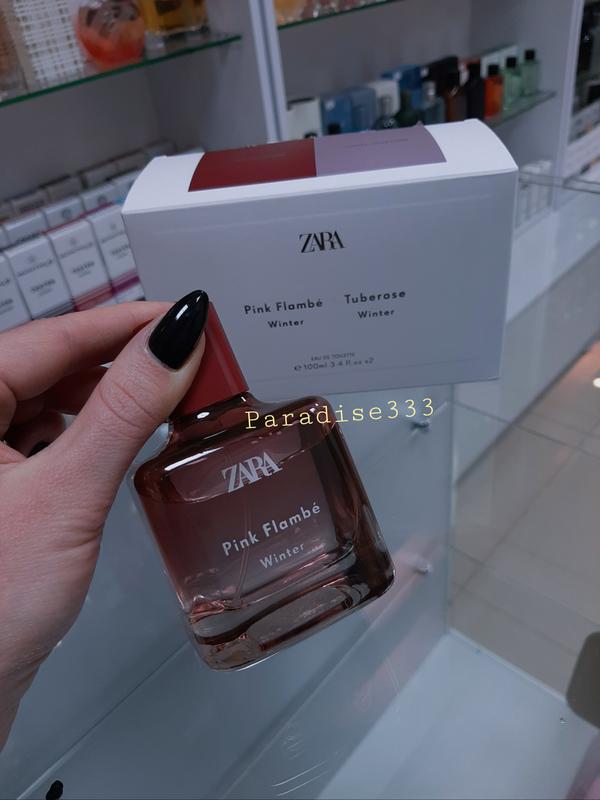 ZARA
Pink Flambé Tuberose
Winter Winter
EAU DE TOILETTE
℮ 100ml 3.4 fl.oz x2
Paradise333
ZARA
Pink Flambé
Winter